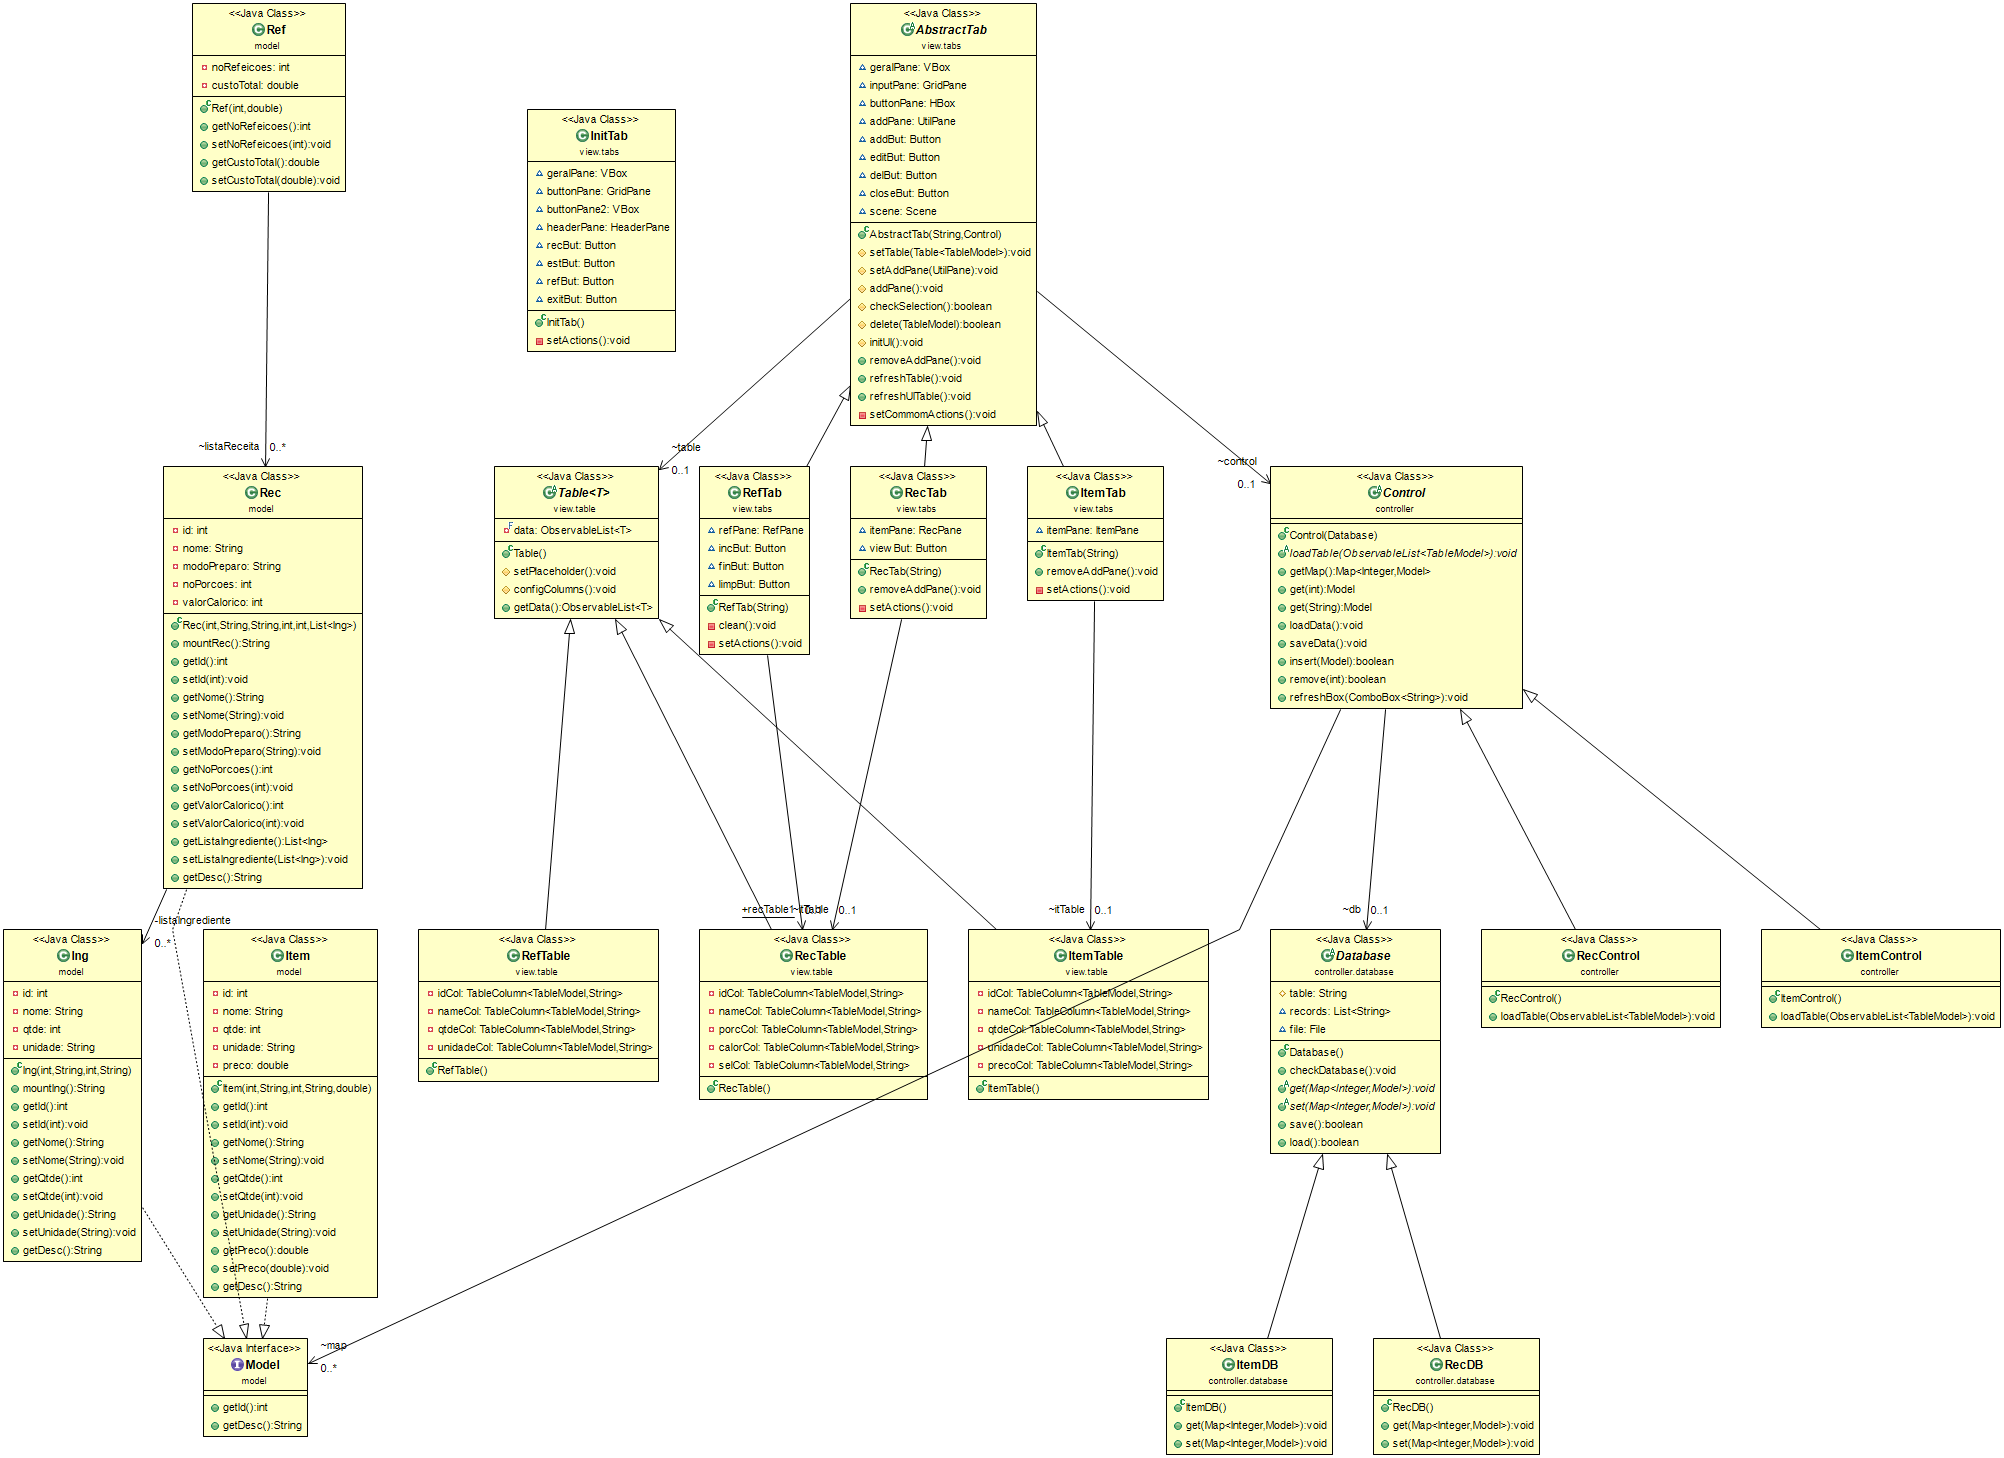 <<Java Class>>
Ref
model
noRefeicoes: int
custoTotal: double
Ref(int,double)
getNoRefeicoes():int
setNoRefeicoes(int):void
getCustoTotal():double
setCustoTotal(double):void
<<Java Class>>
InitTab
view.tabs
geralPane: VBox
buttonPane: GridPane
buttonPane2: VBox
headerPane: HeaderPane
recBut: Button
estBut: Button
refBut: Button
exitBut: Button
InitTab()
setActions():void
<<Java Class>>
AbstractTab
view.tabs
geralPane: VBox
inputPane: GridPane
buttonPane: HBox
addPane: UtilPane
addBut: Button
editBut: Button
delBut: Button
closeBut: Button
scene: Scene
AbstractTab(String,Control)
setTable(Table<TableModel>):void
setAddPane(UtilPane):void
addPane():void
checkSelection():boolean
delete(TableModel):boolean
initUI():void
removeAddPane():void
refreshTable():void
refreshUITable():void
setCommomActions():void
~listaReceita
0..*
~table
0..1
~control
0..1
<<Java Class>>
Rec
model
id: int
nome: String
modoPreparo: String
noPorcoes: int
valorCalorico: int
Rec(int,String,String,int,int,List<Ing>)
mountRec():String
getId():int
setId(int):void
getNome():String
setNome(String):void
getModoPreparo():String
setModoPreparo(String):void
getNoPorcoes():int
setNoPorcoes(int):void
getValorCalorico():int
setValorCalorico(int):void
getListaIngrediente():List<Ing>
setListaIngrediente(List<Ing>):void
getDesc():String
<<Java Class>>
Table<T>
view.table
data: ObservableList<T>
Table()
setPlaceholder():void
configColumns():void
getData():ObservableList<T>
<<Java Class>>
RefTab
view.tabs
refPane: RefPane
incBut: Button
finBut: Button
limpBut: Button
RefTab(String)
clean():void
setActions():void
<<Java Class>>
RecTab
view.tabs
itemPane: RecPane
viewBut: Button
RecTab(String)
removeAddPane():void
setActions():void
<<Java Class>>
ItemTab
view.tabs
itemPane: ItemPane
ItemTab(String)
removeAddPane():void
setActions():void
<<Java Class>>
Control
controller
Control(Database)
loadTable(ObservableList<TableModel>):void
getMap():Map<Integer,Model>
get(int):Model
get(String):Model
loadData():void
saveData():void
insert(Model):boolean
remove(int):boolean
refreshBox(ComboBox<String>):void
-listaIngrediente
0..*
+recTable1
~itTable
0..1
~itTable
0..1
~db
0..1
<<Java Class>>
Ing
model
id: int
nome: String
qtde: int
unidade: String
Ing(int,String,int,String)
mountIng():String
getId():int
setId(int):void
getNome():String
setNome(String):void
getQtde():int
setQtde(int):void
getUnidade():String
setUnidade(String):void
getDesc():String
<<Java Class>>
Item
model
id: int
nome: String
qtde: int
unidade: String
preco: double
Item(int,String,int,String,double)
getId():int
setId(int):void
getNome():String
setNome(String):void
getQtde():int
setQtde(int):void
getUnidade():String
setUnidade(String):void
getPreco():double
setPreco(double):void
getDesc():String
<<Java Class>>
RefTable
view.table
idCol: TableColumn<TableModel,String>
nameCol: TableColumn<TableModel,String>
qtdeCol: TableColumn<TableModel,String>
unidadeCol: TableColumn<TableModel,String>
RefTable()
<<Java Class>>
RecTable
view.table
idCol: TableColumn<TableModel,String>
nameCol: TableColumn<TableModel,String>
porcCol: TableColumn<TableModel,String>
calorCol: TableColumn<TableModel,String>
selCol: TableColumn<TableModel,String>
RecTable()
<<Java Class>>
ItemTable
view.table
idCol: TableColumn<TableModel,String>
nameCol: TableColumn<TableModel,String>
qtdeCol: TableColumn<TableModel,String>
unidadeCol: TableColumn<TableModel,String>
precoCol: TableColumn<TableModel,String>
ItemTable()
<<Java Class>>
Database
controller.database
table: String
records: List<String>
file: File
Database()
checkDatabase():void
get(Map<Integer,Model>):void
set(Map<Integer,Model>):void
save():boolean
load():boolean
<<Java Class>>
RecControl
controller
RecControl()
loadTable(ObservableList<TableModel>):void
<<Java Class>>
ItemControl
controller
ItemControl()
loadTable(ObservableList<TableModel>):void
<<Java Interface>>
Model
model
getId():int
getDesc():String
~map
0..*
<<Java Class>>
ItemDB
controller.database
ItemDB()
get(Map<Integer,Model>):void
set(Map<Integer,Model>):void
<<Java Class>>
RecDB
controller.database
RecDB()
get(Map<Integer,Model>):void
set(Map<Integer,Model>):void